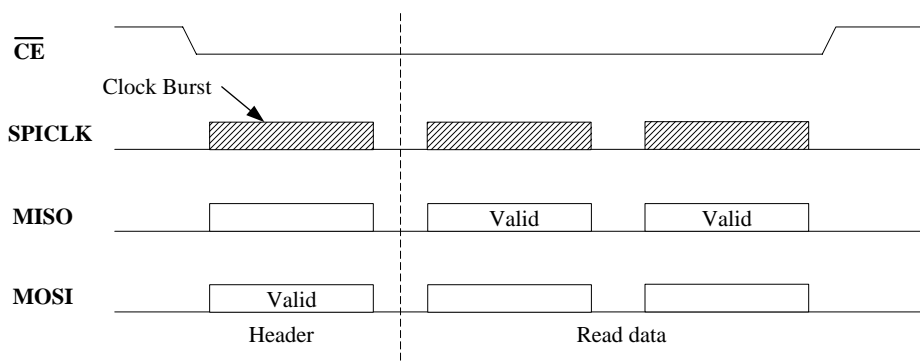 CE
Clock Burst
SPICLK
MISO
Valid
Valid
MOSI
Valid
Header
Read data